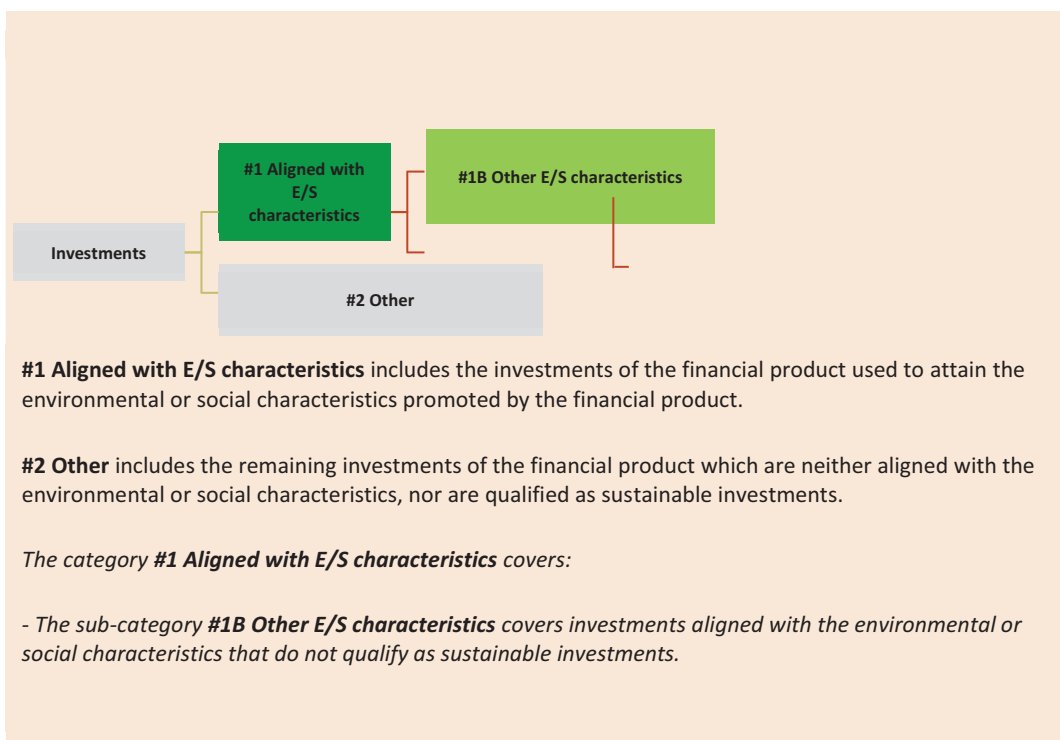 #1 Aligned with
E/S
characteristics
#1B Other E/S characteristics
Investments
#2 Other
#1 Aligned with E/S characteristics includes the investments of the financial product used to attain the
environmental or social characteristics promoted by the financial product.
#2 Other includes the remaining investments of the financial product which are neither aligned with the
environmental or social characteristics, nor are qualified as sustainable investments.
The category #1 Aligned with E/S characteristics covers:
- The sub-category #1B Other E/S characteristics covers investments aligned with the environmental or
social characteristics that do not qualify as sustainable investments.